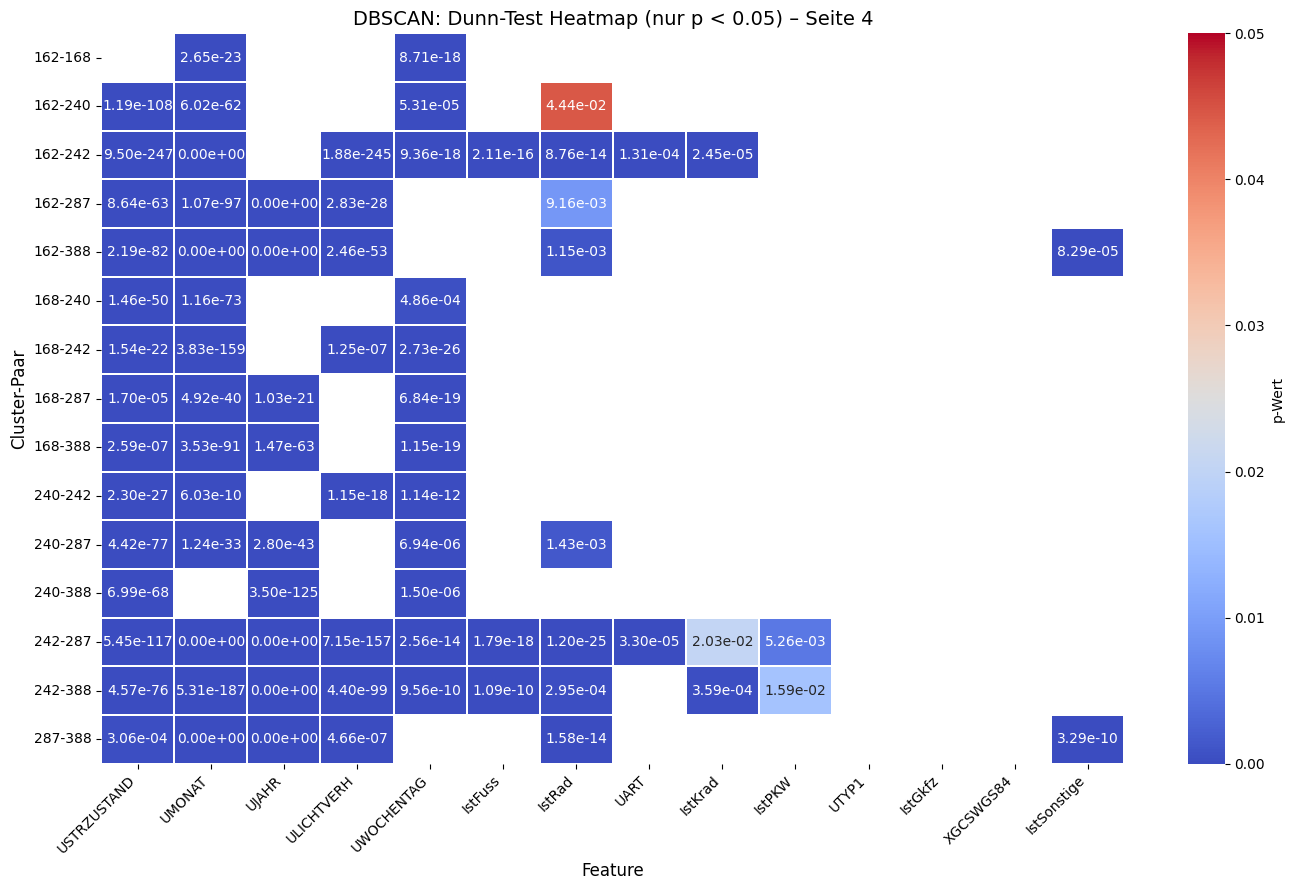 DBSCAN: Dunn-Test Heatmap (nur p < 0.05) – Seite 4
162-168 2.65e-23 8.71e-18
162-240 1.19e-108 6.02e-62 5.31e-05 4.44e-02
162-242 9.50e-247 0.00e+00 1.88e-245 9.36e-18 2.11e-16 8.76e-14 1.31e-04 2.45e-05
162-287 8.64e-63 1.07e-97 0.00e+00 2.83e-28 9.16e-03
162-388 2.19e-82 0.00e+00 0.00e+00 2.46e-53 1.15e-03 8.29e-05
168-240 1.46e-50 1.16e-73 4.86e-04
168-242 1.54e-22 3.83e-159 1.25e-07 2.73e-26
168-287 1.70e-05 4.92e-40 1.03e-21 6.84e-19
168-388 2.59e-07 3.53e-91 1.47e-63 1.15e-19
240-242 2.30e-27 6.03e-10 1.15e-18 1.14e-12
240-287 4.42e-77 1.24e-33 2.80e-43 6.94e-06 1.43e-03
240-388 6.99e-68 3.50e-125 1.50e-06
242-287 5.45e-117 0.00e+00 0.00e+00 7.15e-157 2.56e-14 1.79e-18 1.20e-25 3.30e-05 2.03e-02 5.26e-03
242-388 4.57e-76 5.31e-187 0.00e+00 4.40e-99 9.56e-10 1.09e-10 2.95e-04 3.59e-04 1.59e-02
287-388 3.06e-04 0.00e+00 0.00e+00 4.66e-07 1.58e-14 3.29e-10
Cluster-Paar
USTRZUSTAND UMONAT UJAHR ULICHTVERH UWOCHENTAG IstFuss IstRad UART IstKrad IstPKW UTYP1 IstGkfz XGCSWGS84 IstSonstige
Feature
0.05
0.04
0.03
0.02
0.01
0.00
p-Wert